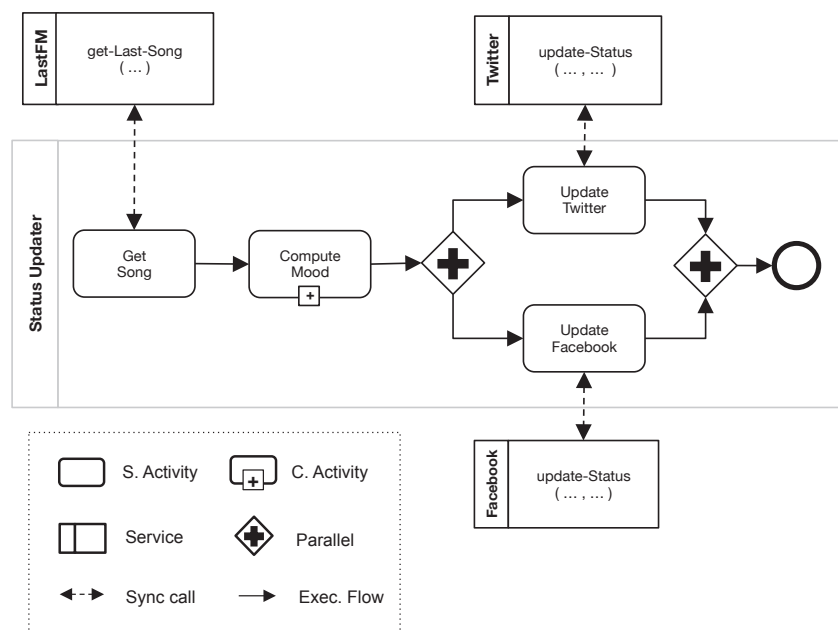 LastFM
get-Last-Song
( ... )
Twitter
update-Status
( ... , ... )
Status Updater
Get
Song
Compute
Mood
Update
Twitter
Update
Facebook
Facebook
update-Status
( ... , ... )
S. Activity
C. Activity
Service
Parallel
Sync call
Exec. Flow